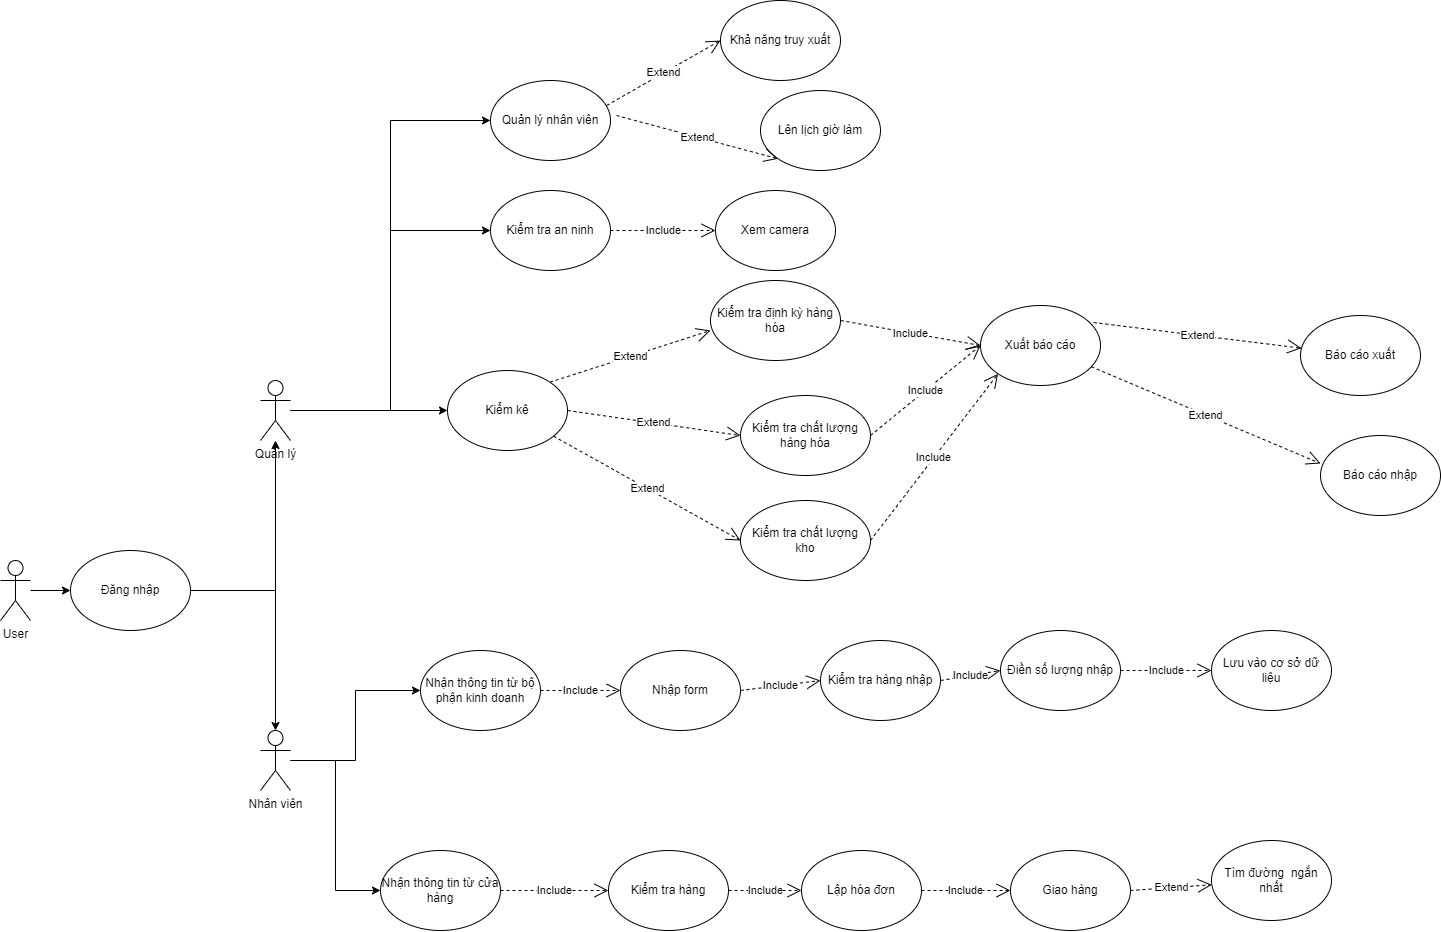 Khả năng truy xuất
Extend
Quản lý nhân viên
Lên lịch giờ làm
Extend
Kiểm tra an ninh
Include
Xem camera
Kiểm tra định kỳ hàng
hóa
Include
Xuất báo cáo
Extend
Báo cáo xuất
Extend
Kiểm kê
Include
Extend
Extend
Kiểm tra chất lượng
hàng hóa
Quản lý
Include
Báo cáo nhập
Extend
Kiểm tra chất lượng
kho
Đăng nhập
User
Nhận thông tin từ bộ
phận kinh doanh
Include
Nhập form
Include
Kiểm tra hàng nhập
Include
Điền số lượng nhập
Include
Lưu vào cơ sở dữ
liệu
Nhân viên
Nhận thông tin từ cửa
hàng
Include
Kiểm tra hàng
Include
Lập hóa đơn
Include
Giao hàng
Extend
Tìm đường  ngắn
nhất